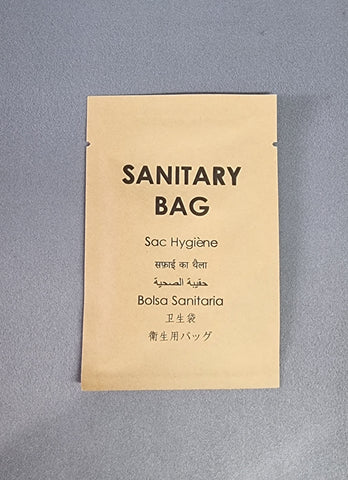 SANITARY
BAG
Sac Hygiène
सफ़ाई का थैला
حقيبة الصحية
Bolsa Sanitaria
卫生袋
衛生用バッグ